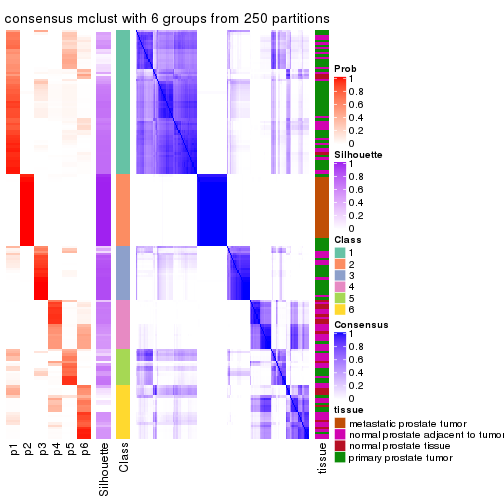 consensus mclust with 6 groups from 250 partitions
Prob
1
0.8
0.6
0.4
0.2
0
Silhouette
1
0.8
0.6
0.4
0.2
0
Class
1
2
3
4
5
6
Consensus
1
0.8
0.6
0.4
0.2
0
tissue
metastatic prostate tumor
normal prostate adjacent to tumor
normal prostate tissue
primary prostate tumor
p1
p2
p3
p4
p5
p6
Silhouette
Class
tissue